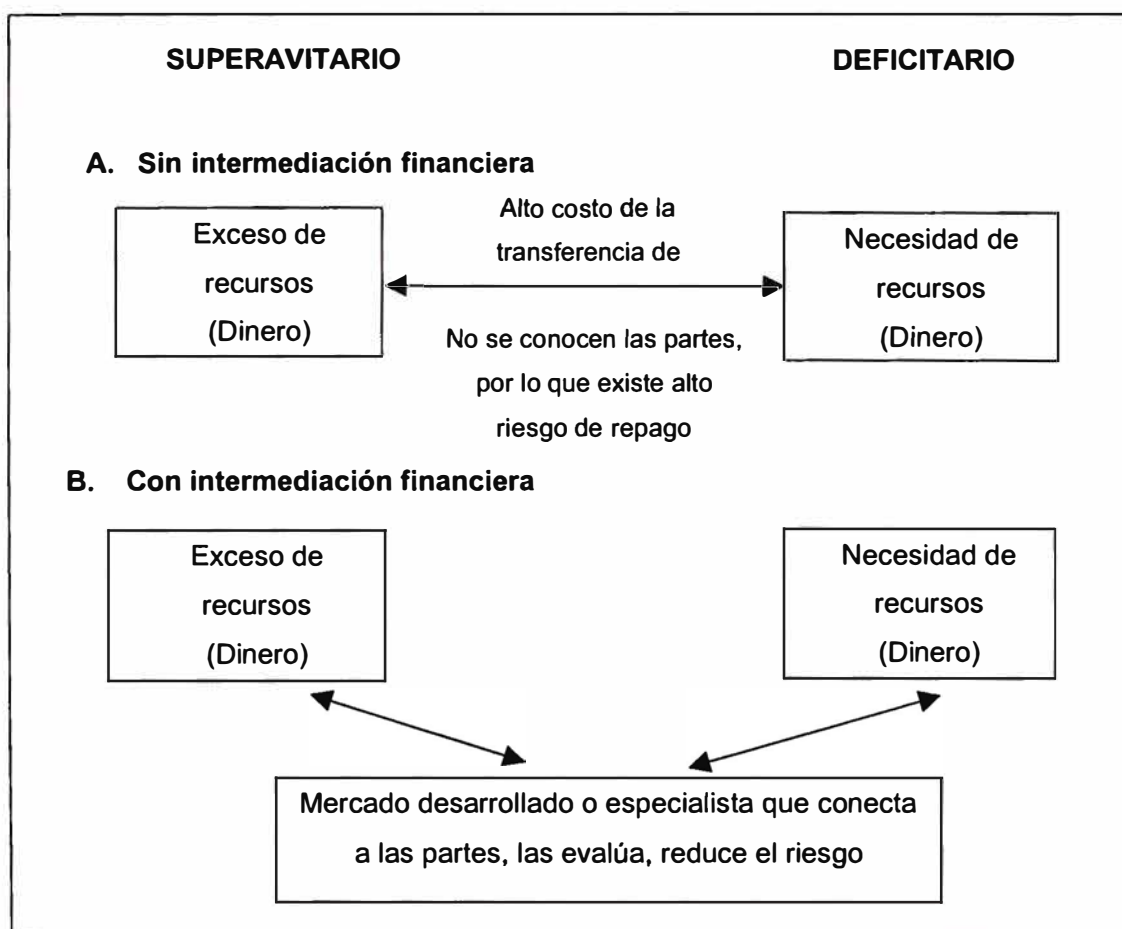 SUPERAVITARIO
DEFICITARIO
A. Sin intermediación financiera
Exceso de
recursos
(Dinero)
Alto costo de la
transferencia de
No se conocen las partes,
por lo que existe alto
riesgo de repago
Necesidad de
recursos
(Dinero)
B. Con intermediación financiera
Exceso de
recursos
(Dinero)
Necesidad de
recursos
(Dinero)
Mercado desarrollado o especialista que conecta
a las partes, las evalúa, reduce el riesgo